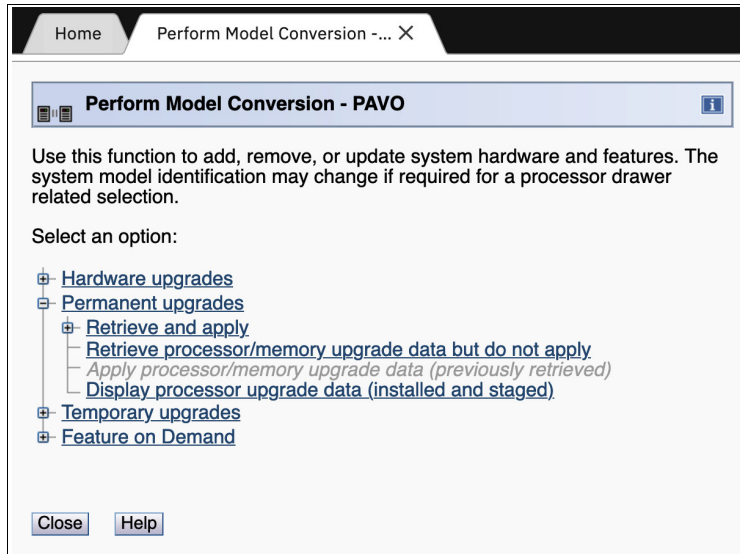 Home
Perform Model Conversion -...
Perform Model Conversion - PAVO
Use this function to add, remove, or update system hardware and features. The
system model identification may change if required for a processor drawer
related selection.
Select an option:
Hardware upgrades
Permanent upgrades
Retrieve and apply
Retrieve processor/memory upgrade data but do not apply
Apply processor/memory upgrade data (previously retrieved)
Display processor upgrade data (installed and staged)
Temporary upgrades
Feature on Demand
Close
Help